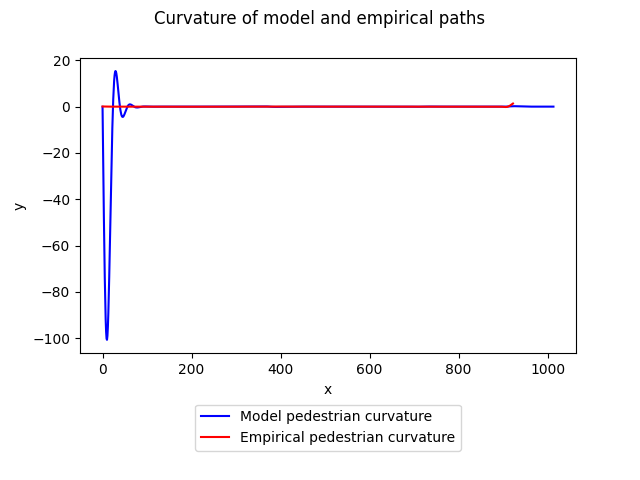 Curvature of model and empirical paths
20
0
−20
−40
−60
−80
−100
y
0 200 400 600 800 1000
x
Model pedestrian curvature
Empirical pedestrian curvature